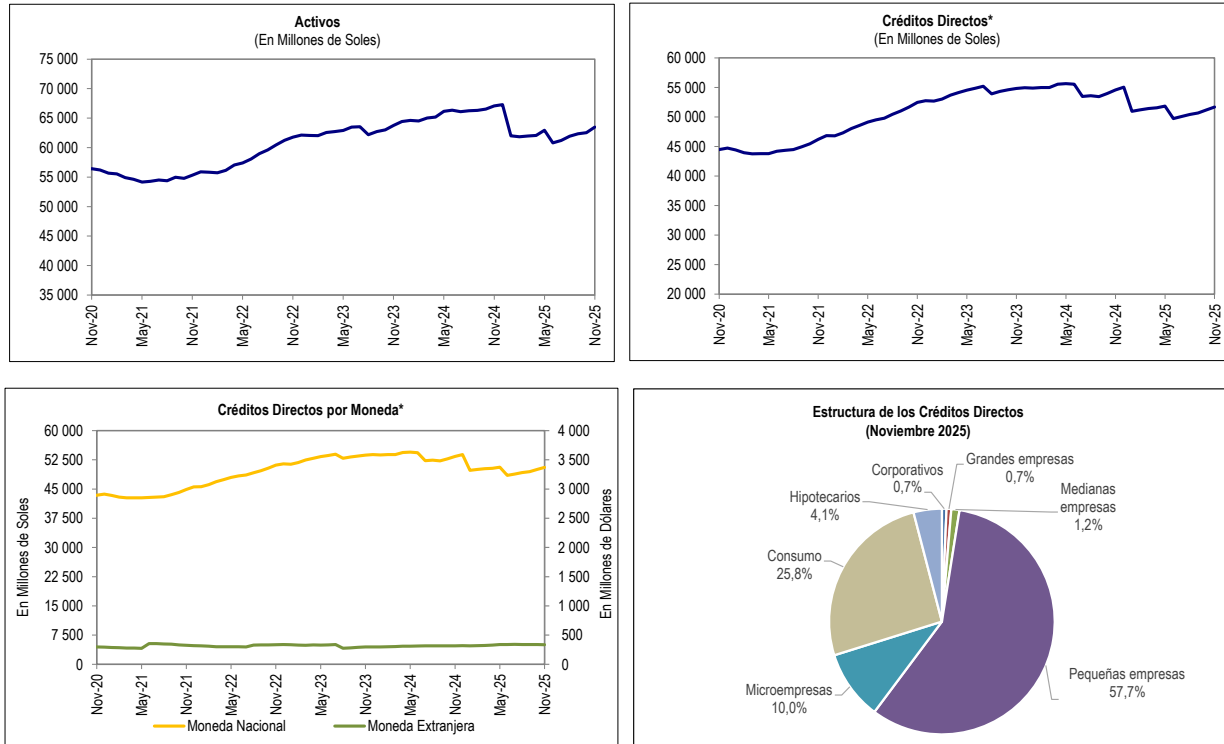 Activos
(En Millones de Soles)
75 000
70 000
65 000
60 000
55 000
50 000
45 000
40 000
35 000
Nov-20
May-21
Nov-21
May-22
Nov-22
May-23
Nov-23
May-24
Nov-24
May-25
Nov-25
Créditos Directos*
(En Millones de Soles)
60 000
55 000
50 000
45 000
40 000
35 000
30 000
25 000
20 000
Nov-20
May-21
Nov-21
May-22
Nov-22
May-23
Nov-23
May-24
Nov-24
May-25
Nov-25
Créditos Directos por Moneda*
En Millones de Soles
60 000
52 500
45 000
37 500
30 000
22 500
15 000
7 500
0
4 000
3 500
3 000
2 500
2 000
1 500
1 000
500
0
En Millones de Dólares
Nov-20
May-21
Nov-21
May-22
Nov-22
May-23
Nov-23
May-24
Nov-24
May-25
Nov-25
Moneda Nacional
Moneda Extranjera
Estructura de los Créditos Directos
(Noviembre 2025)
Corporativos
0,7%
Grandes empresas
0,7%
Medianas
empresas
1,2%
Hipotecarios
4,1%
Consumo
25,8%
Microempresas
10,0%
Pequeñas empresas
57,7%